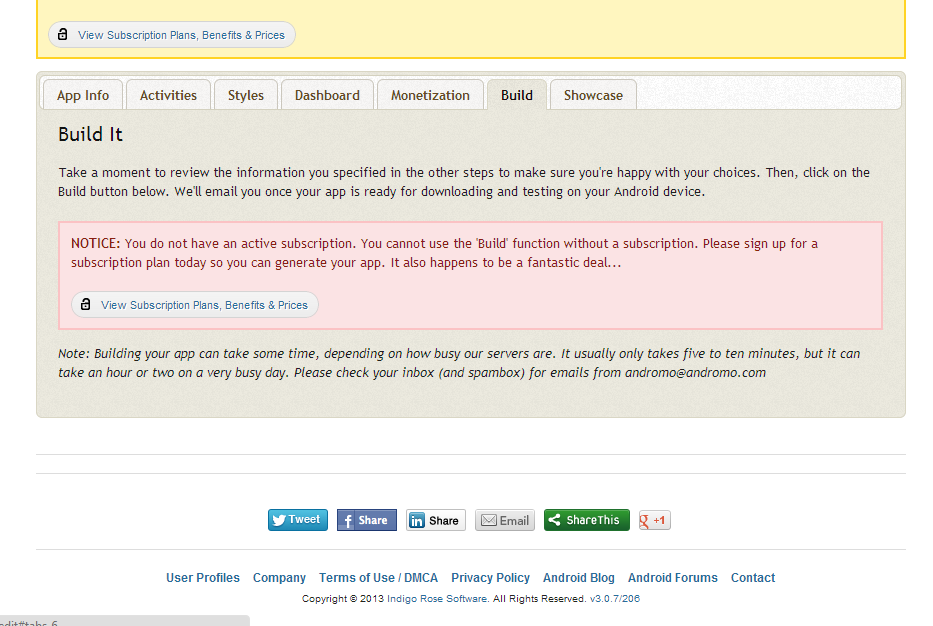 View Subscription Plans, Benefits & Prices
App Info
Activities
Styles
Dashboard
Monetization
Build
Showcase
Build It
Take a moment to review the information you specified in the other steps to make sure you're happy with your choices. Then, click on the
Build button below. We'll email you once your app is ready for downloading and testing on your Android device.
NOTICE: You do not have an active subscription. You cannot use the 'Build' function without a subscription. Please sign up for a
subscription plan today so you can generate your app. It also happens to be a fantastic deal...
View Subscription Plans, Benefits & Prices
Note: Building your app can take some time, depending on how busy our servers are. It usually only takes five to ten minutes, but it can
take an hour or two on a very busy day. Please check your inbox (and spambox) for emails from andromo@andromo.com
Tweet
f Share
in Share
Email
ShareThis
g +1
User Profiles
Company
Terms of Use / DMCA
Privacy Policy
Android Blog
Android Forums
Contact
Copyright © 2013 Indigo Rose Software. All Rights Reserved. v3.0.7/206
edit#tabs-6